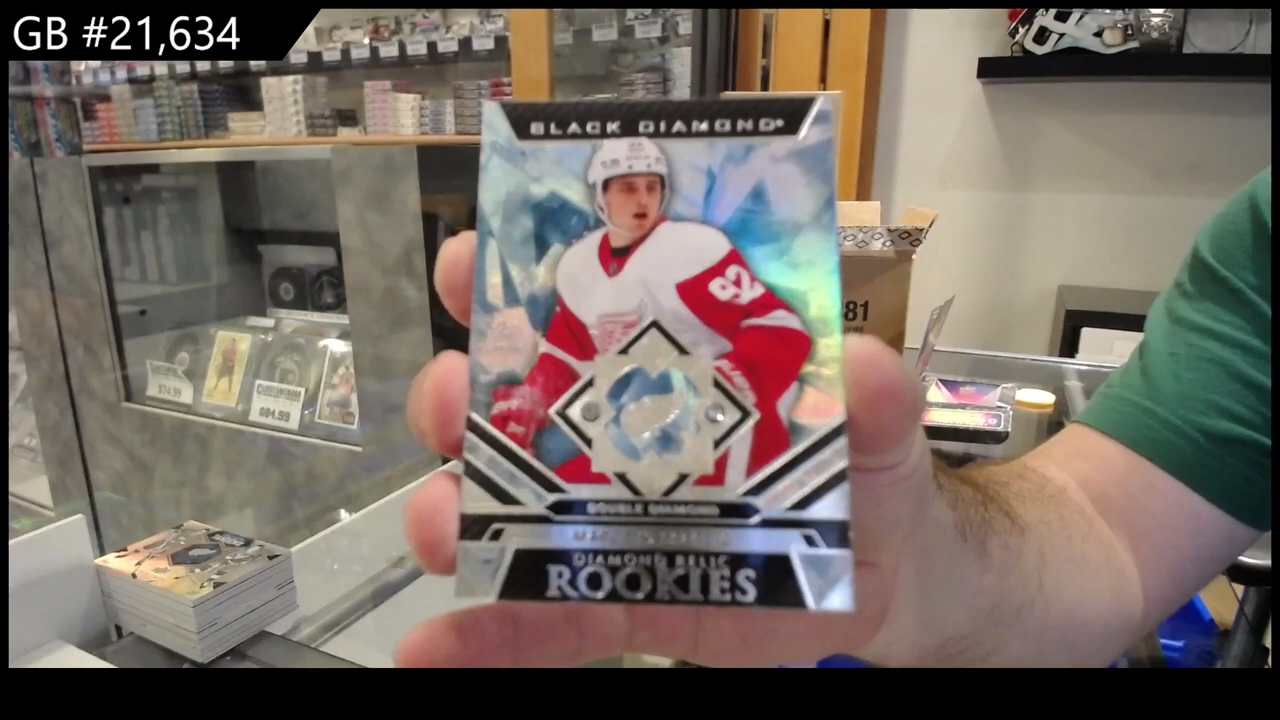 GB #21,634
BLACK DIAMOND
92
81
$74.99
$84.99
DOUBLE DIAMOND
DIAMOND RELIC
ROOKIES